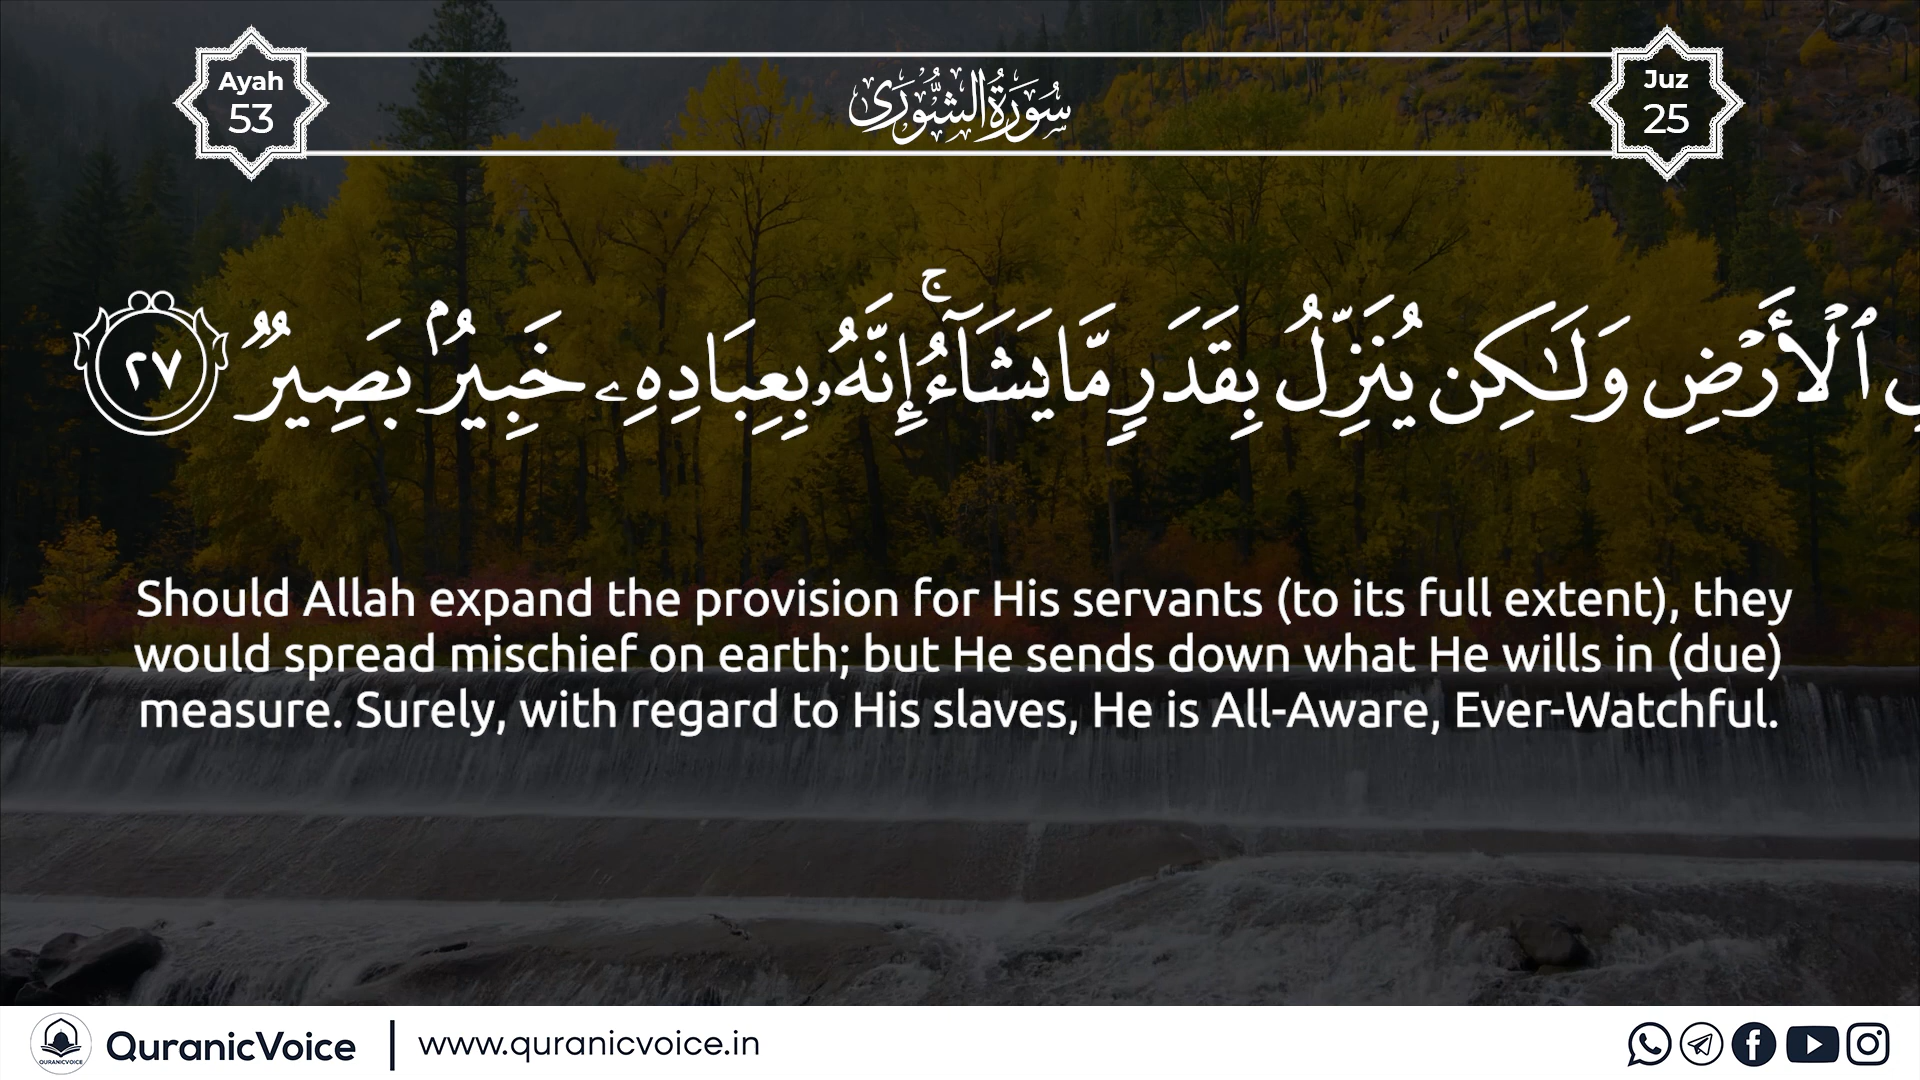 Ayah
53
سُورَةُ الشُّورَى
Juz
25
ٱلْأَرْضِ وَلَـٰكِن يُنَزِّلُ بِقَدَرٍ مَّا يَشَآءُ ۚ إِنَّهُۥ بِعِبَادِهِۦ خَبِيرٌۢ بَصِيرٌ ٢٧
Should Allah expand the provision for His servants (to its full extent), they
would spread mischief on earth; but He sends down what He wills in (due)
measure. Surely, with regard to His slaves, He is All-Aware, Ever-Watchful.
QURANICVOICE
QuranicVoice | www.quranicvoice.in